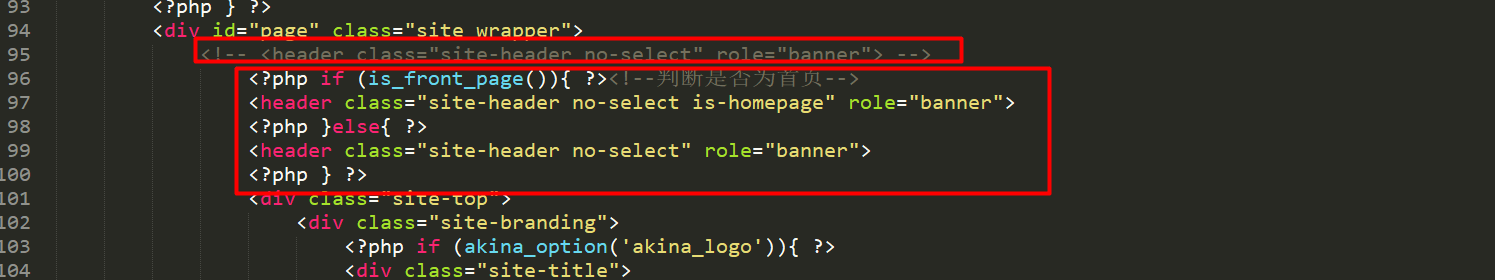 93 <?php } ?>
94 <div id="page" class="site wrapper">
95 <!-- <header class="site-header no-select" role="banner"> -->
96 <?php if (is_front_page()){ ?><!--判断是否为首页-->
97 <header class="site-header no-select is-homepage" role="banner">
98 <?php }else{ ?>
99 <header class="site-header no-select" role="banner">
100 <?php } ?>
101 <div class="site-top">
102 <div class="site-branding">
103 <?php if (akina_option('akina_logo')){ ?>
104 <div class="site-title">